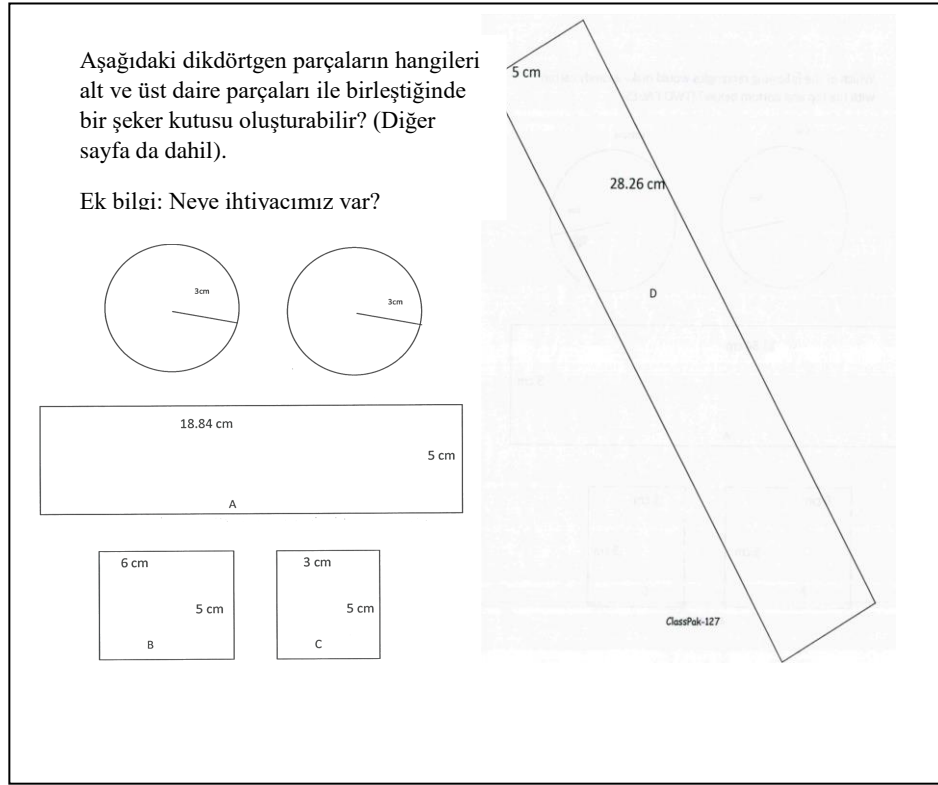 Aşağıdaki dikdörtgen parçaların hangileri
alt ve üst daire parçaları ile birleştiğinde
bir şeker kutusu oluşturabilir? (Diğer
sayfa da dahil).
Ek bilgi: Neye ihtiyacımız var?
3cm
3cm
18.84 cm
5 cm
A
6 cm
5 cm
B
3 cm
5 cm
C
5 cm
28.26 cm
D
ClassPak-127